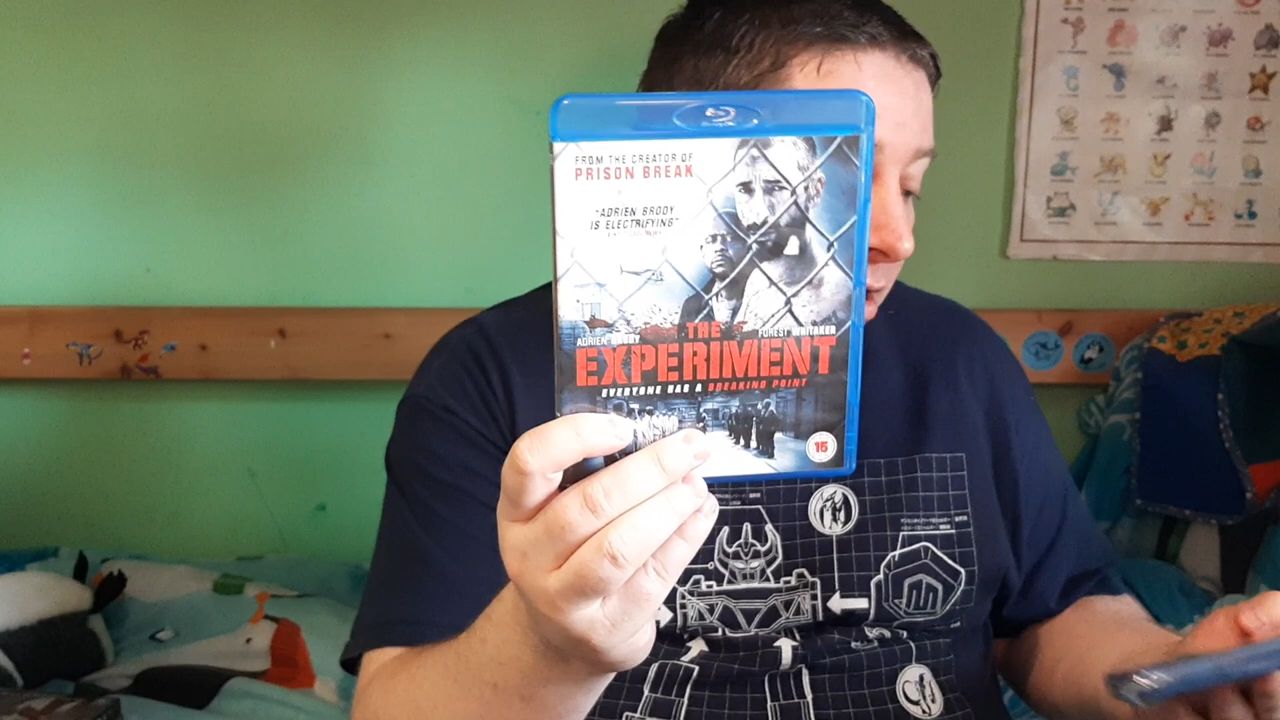 FROM THE CREATOR OF
PRISON BREAK
"ADRIEN BRODY
IS ELECTRIFYING"
ADRIEN BRODY
FOREST WHITAKER
THE
EXPERIMENT
EVERYONE HAS A BREAKING POINT
15